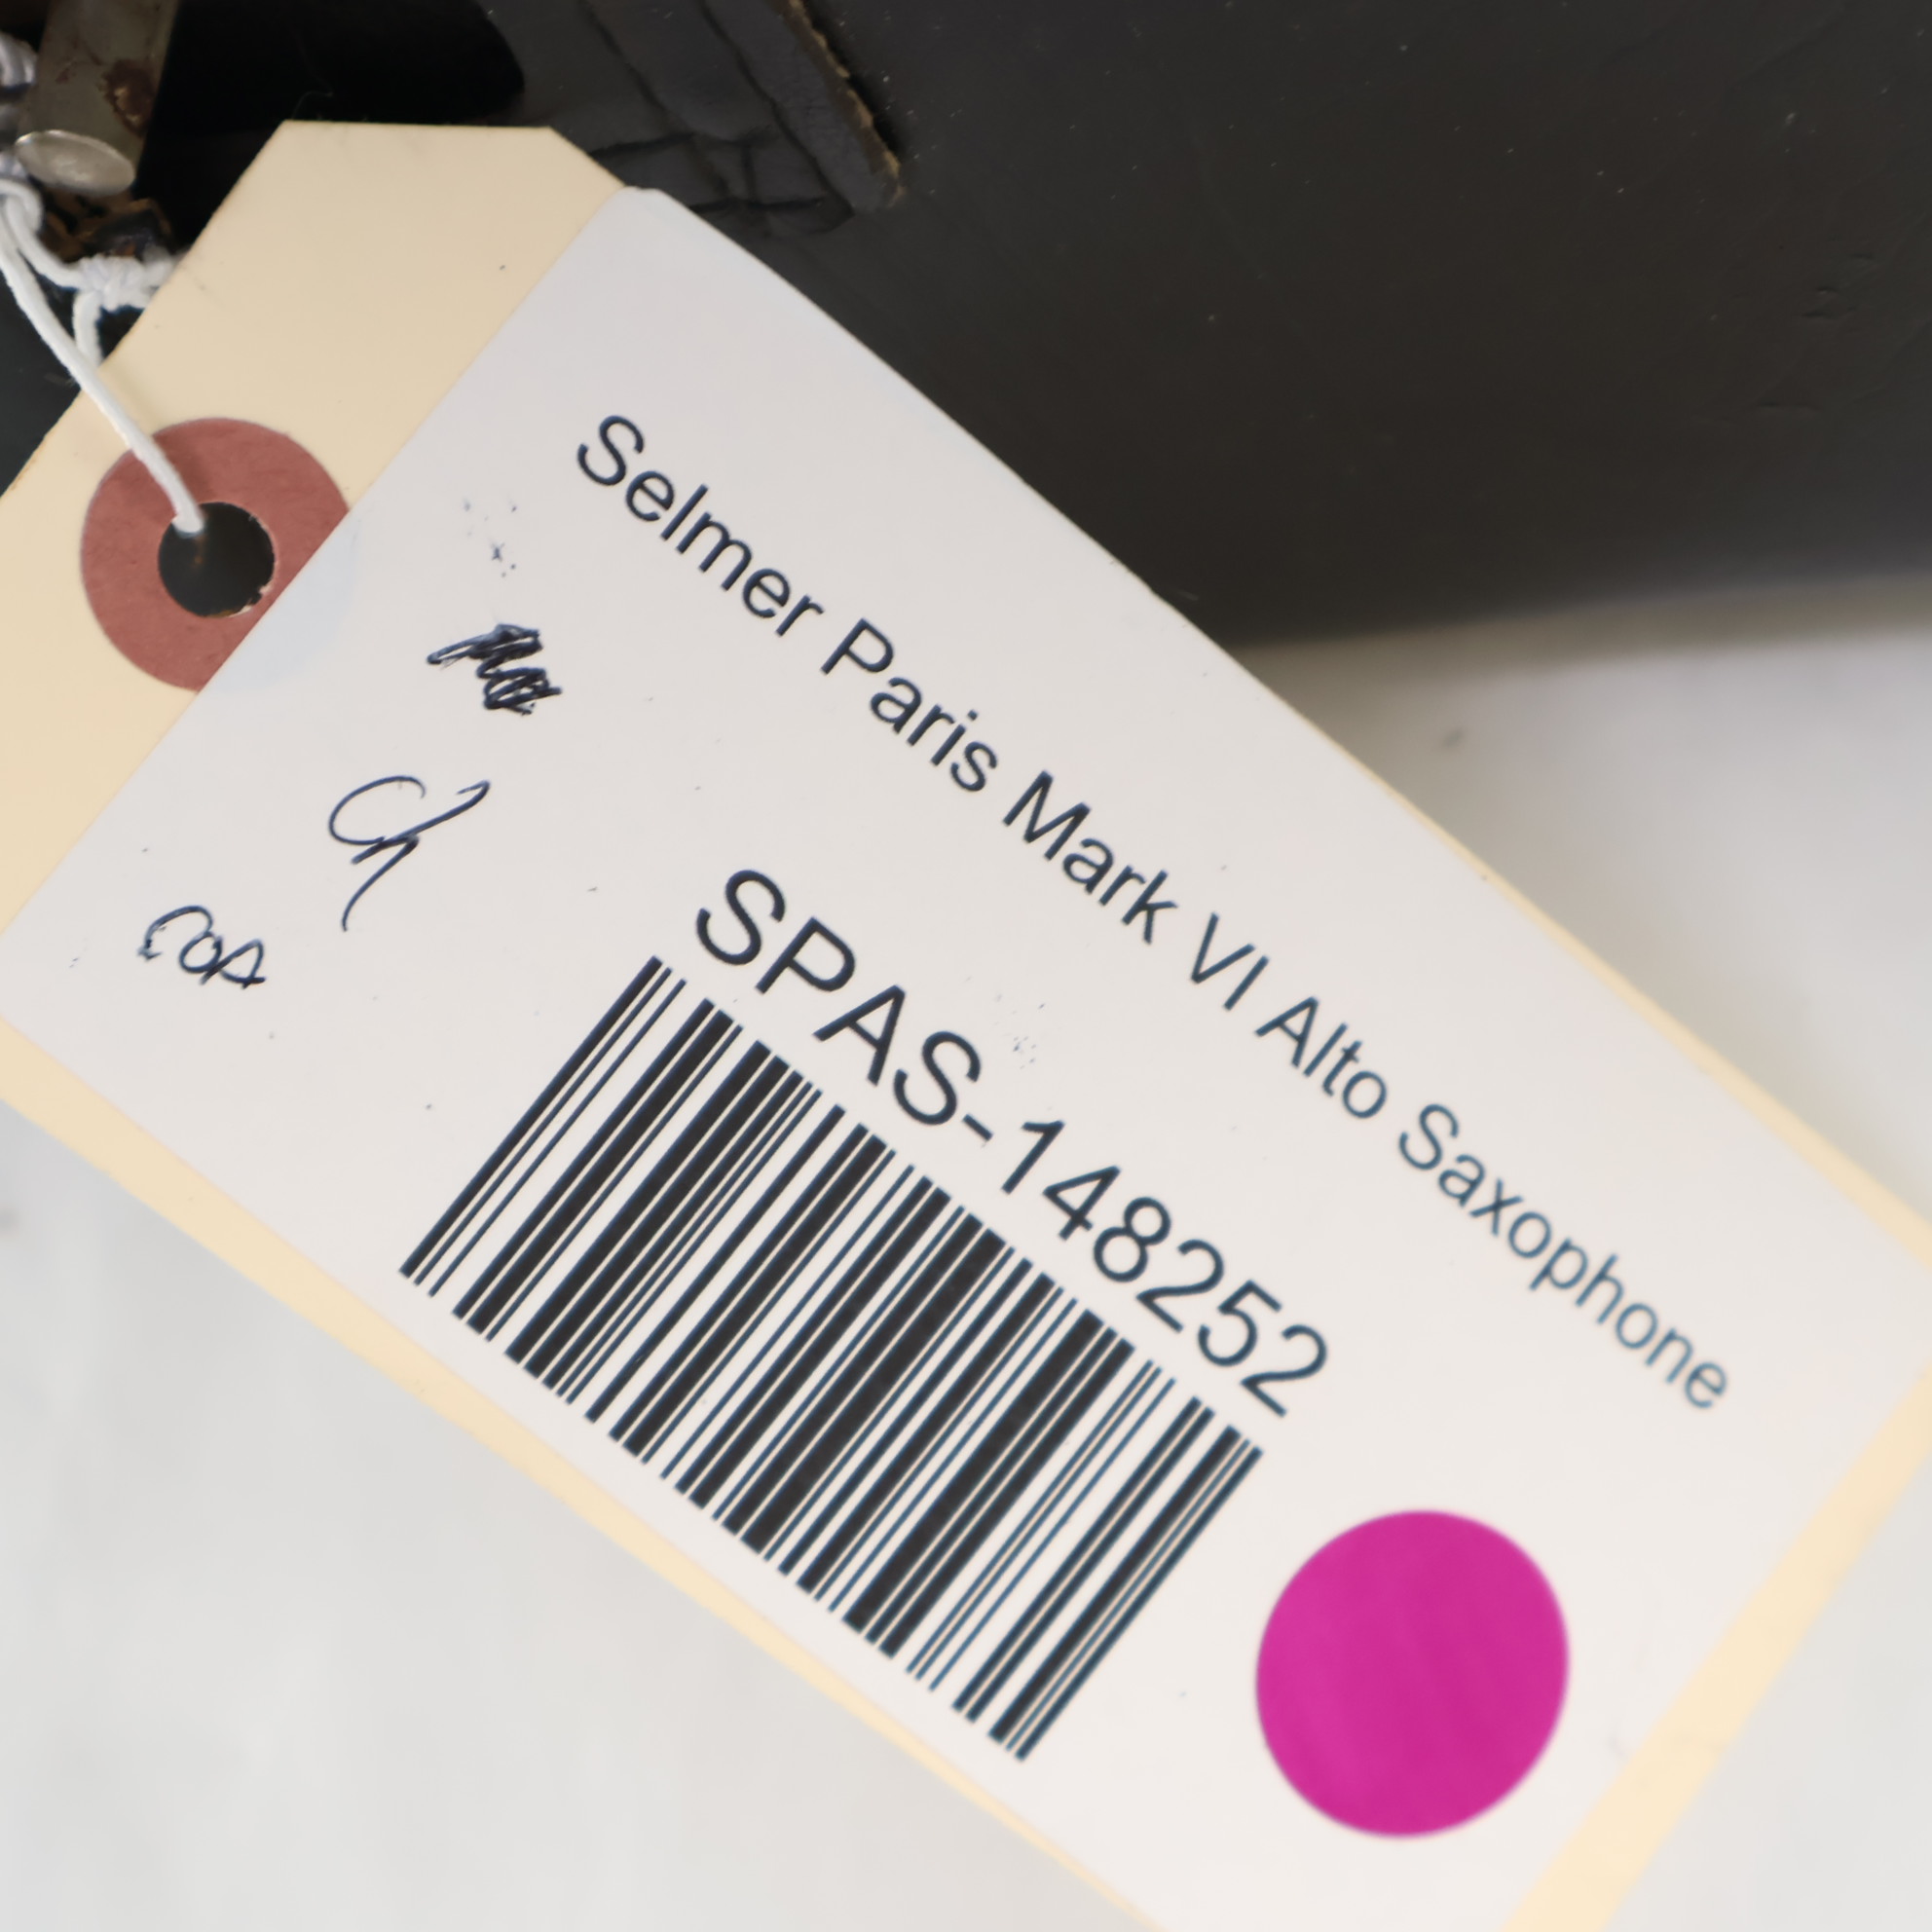 Selmer Paris Mark VI Alto Saxophone
SPAS-148252